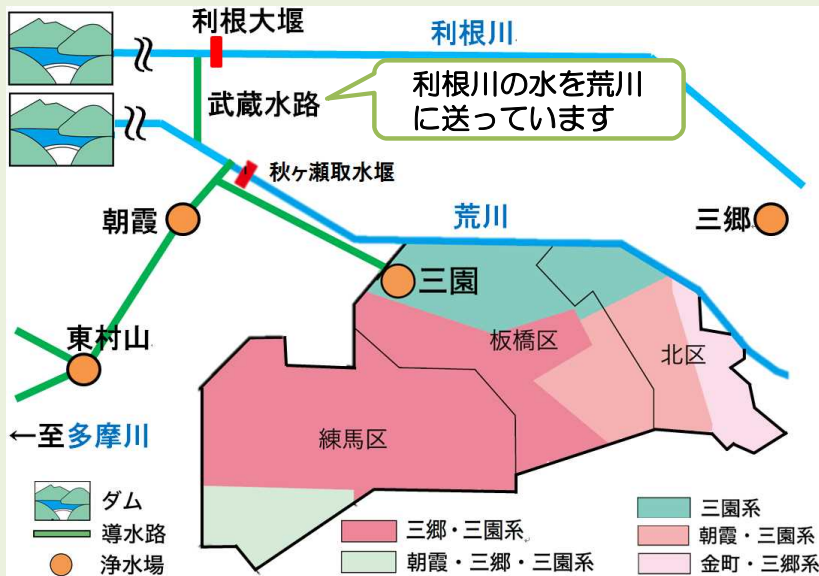 利根大堰
利根川
武蔵水路
利根川の水を荒川
に送っています
秋ヶ瀬取水堰
朝霞
荒川
三郷
三園
東村山
板橋区
北区
←至多摩川
練馬区
ダム
導水路
浄水場
三郷・三園系
朝霞・三郷・三園系
三園系
朝霞・三園系
金町・三郷系